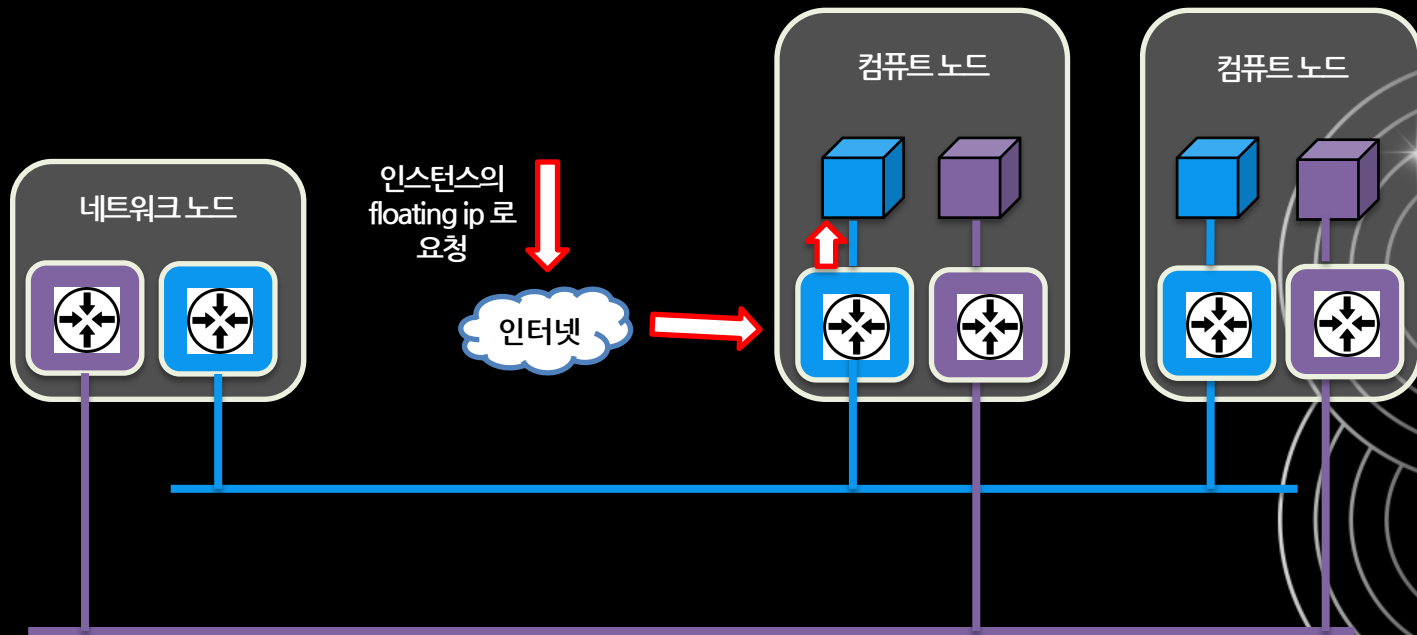 컴퓨트 노드
컴퓨트 노드
네트워크 노드
인스턴스의
floating ip 로
요청
인터넷